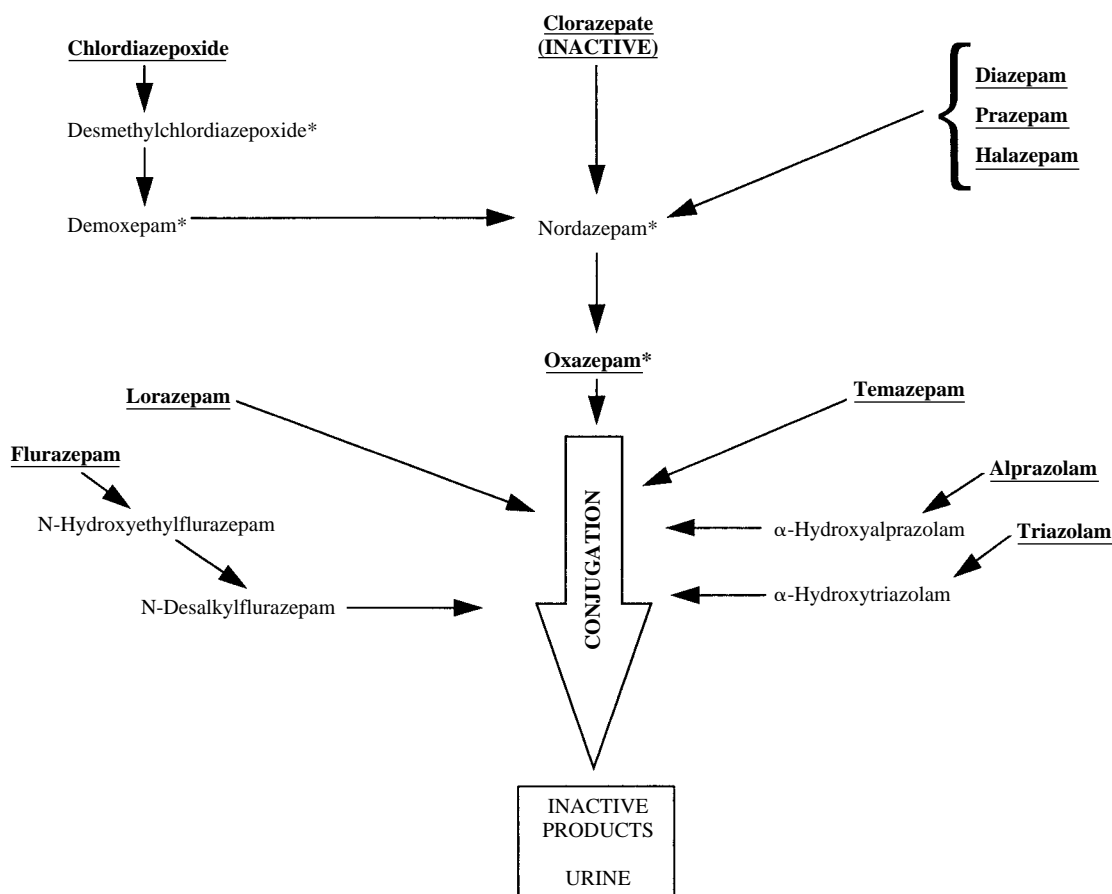 Clorazepate
(INACTIVE)
Chlordiazepoxide
Diazepam
Desmethylchlordiazepoxide*
Prazepam
Halazepam
Demoxepam*
Nordazepam*
Oxazepam*
Lorazepam
Temazepam
Flurazepam
Alprazolam
N-Hydroxyethylflurazepam
α-Hydroxyalprazolam
Triazolam
CONJUGATION
N-Desalkylflurazepam
α-Hydroxytriazolam
INACTIVE
PRODUCTS
URINE